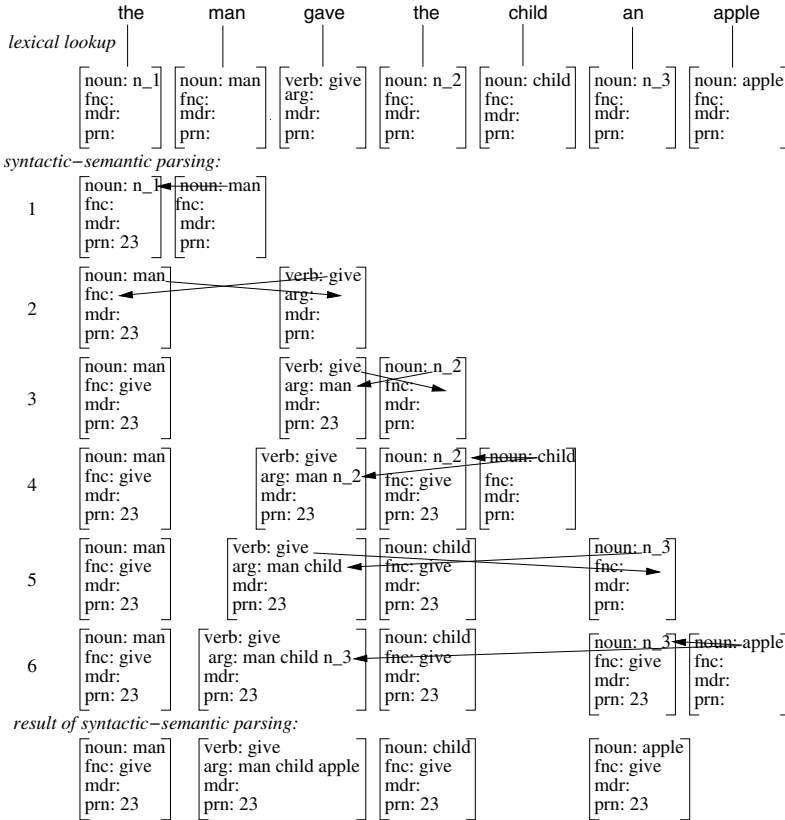 the man gave the child an apple
lexical lookup
noun: n_1 noun: man verb: give noun: n_2 noun: child noun: n_3 noun: apple
fnc: fnc: arg: fnc: fnc: fnc: fnc:
mdr: mdr: mdr: mdr: mdr: mdr: mdr:
prn: prn: prn: prn: prn: prn: prn:
syntactic−semantic parsing:
noun: n_1 noun: man
1 fnc: fnc:
mdr: mdr:
prn: 23 prn:
noun: man verb: give
fnc: arg:
2 mdr: mdr:
prn: 23 prn:
noun: man verb: give noun: n_2
fnc: give arg: man fnc:
3 mdr: mdr: mdr:
prn: 23 prn: 23 prn:
noun: man verb: give noun: n_2 noun: child
4 fnc: give arg: man n_2 fnc: give fnc:
mdr: mdr: mdr: mdr:
prn: 23 prn: 23 prn: 23 prn:
noun: man verb: give noun: child noun: n_3
fnc: give arg: man child fnc: give fnc:
5 mdr: mdr: mdr: mdr:
prn: 23 prn: 23 prn: 23 prn:
noun: man verb: give noun: child noun: n_3 noun: apple
6 fnc: give arg: man child n_3 fnc: give fnc: give fnc:
mdr: mdr: mdr: mdr: mdr:
prn: 23 prn: 23 prn: 23 prn: 23 prn:
result of syntactic−semantic parsing:
noun: man verb: give noun: child noun: apple
fnc: give arg: man child apple fnc: give fnc: give
mdr: mdr: mdr: mdr:
prn: 23 prn: 23 prn: 23 prn: 23